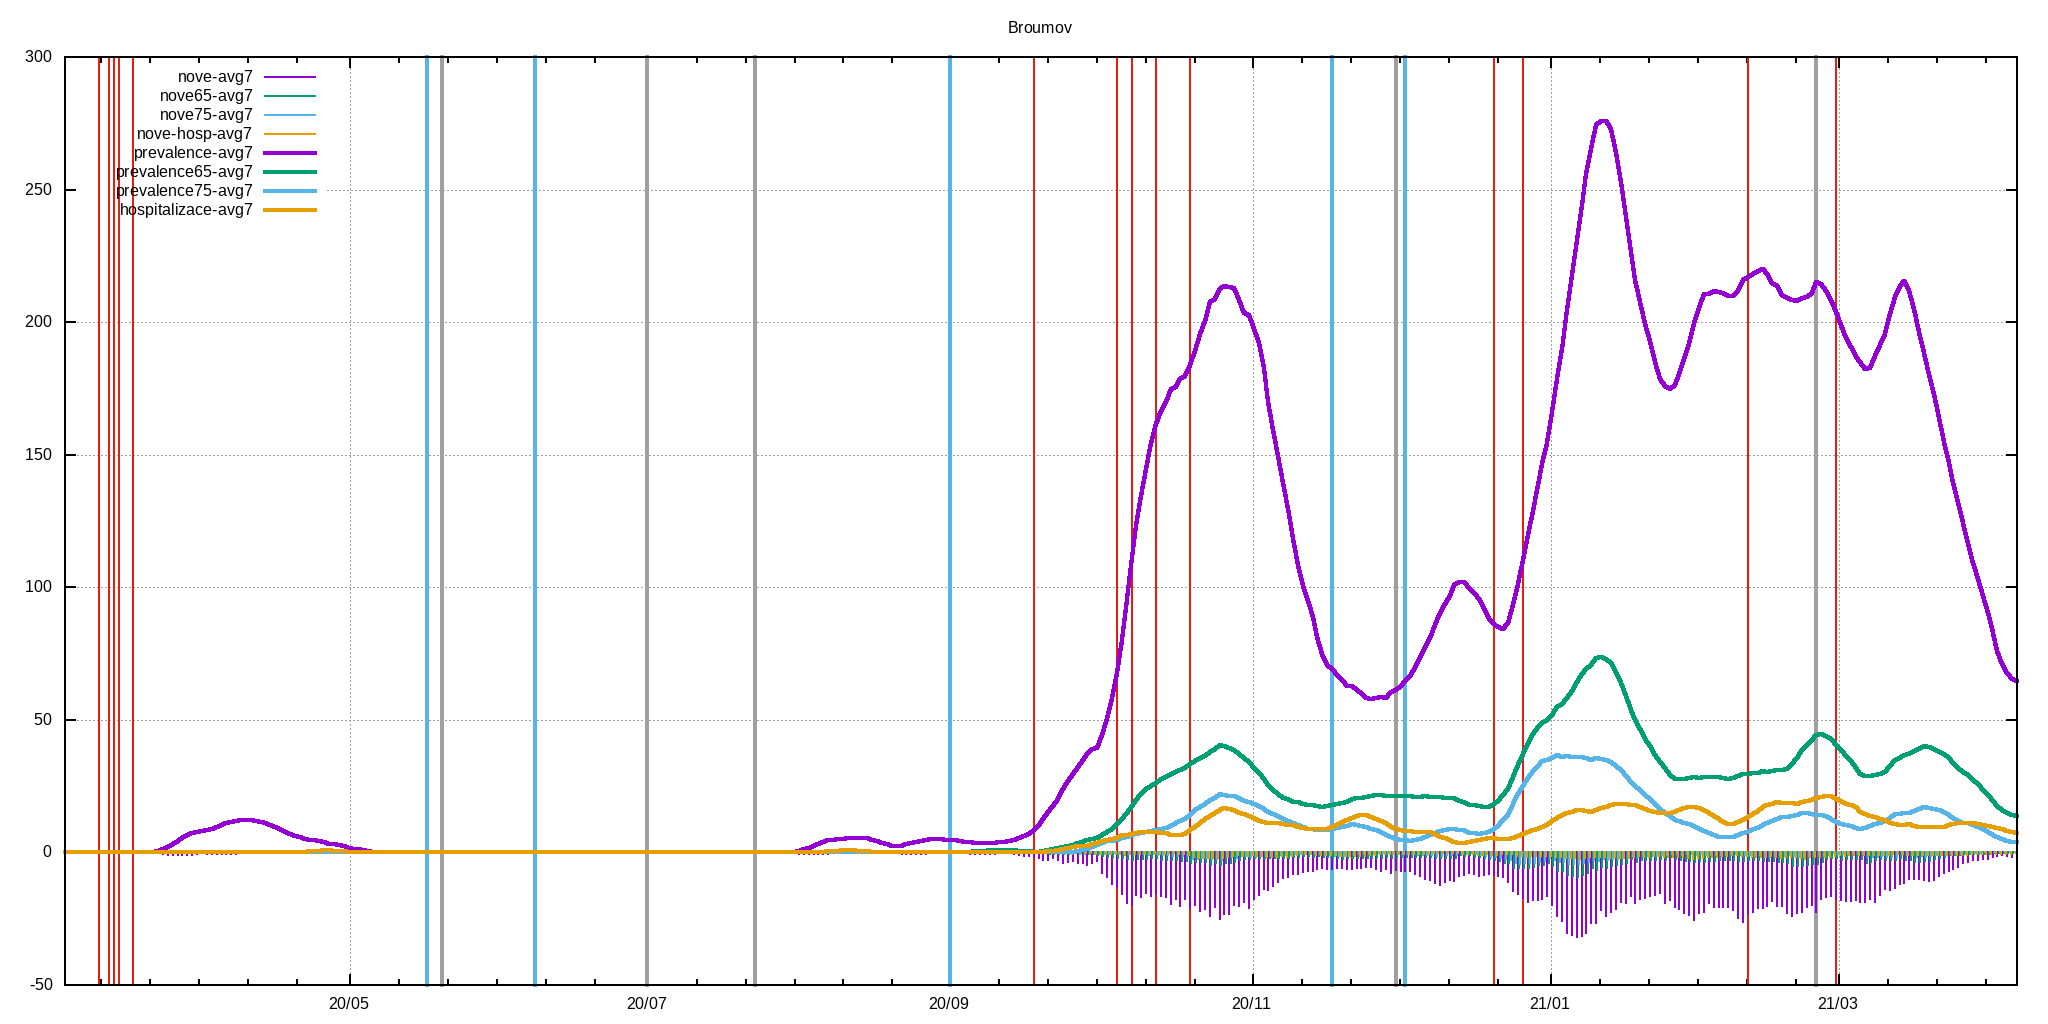 Broumov
300
250
200
150
100
50
0
-50
nove-avg7
nove65-avg7
nove75-avg7
nove-hosp-avg7
prevalence-avg7
prevalence65-avg7
prevalence75-avg7
hospitalizace-avg7
20/05
20/07
20/09
20/11
21/01
21/03